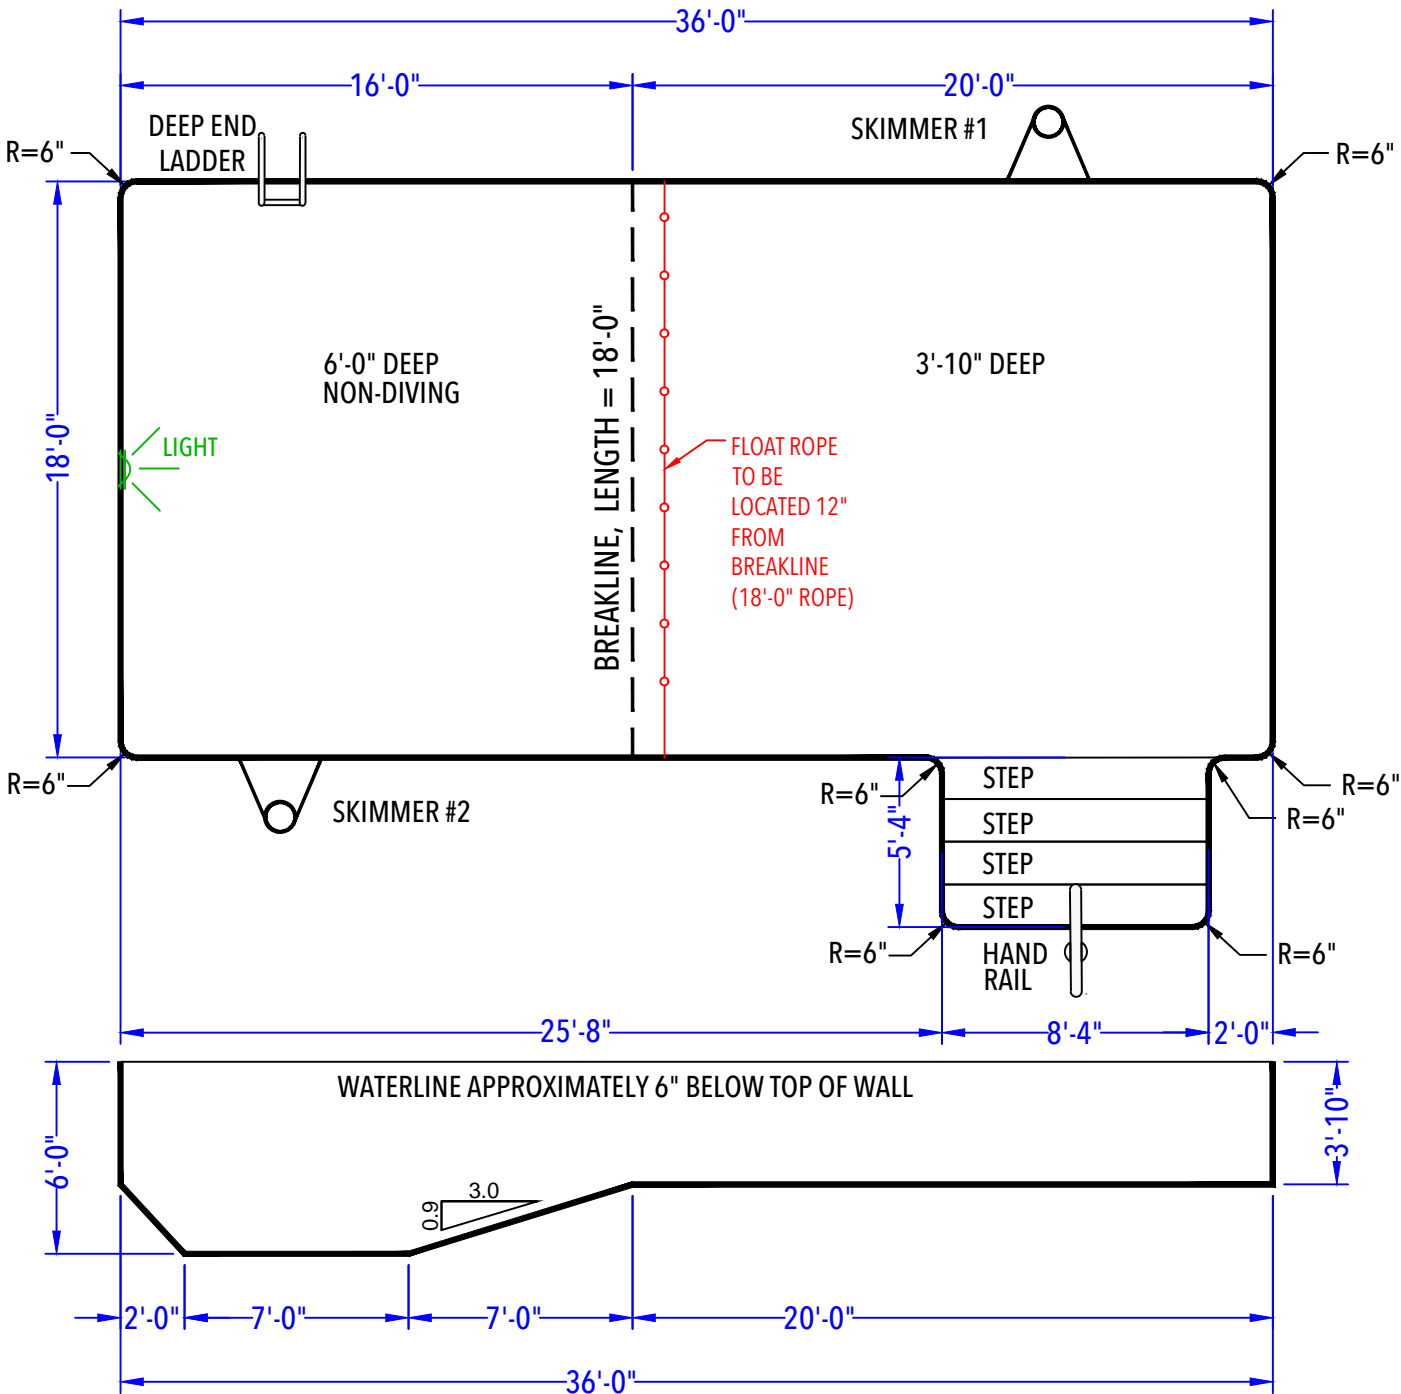 36'-0"
16'-0"
20'-0"
DEEP END
LADDER
SKIMMER #1
R=6"
R=6"
18'-0"
6'-0" DEEP
NON-DIVING
BREAKLINE, LENGTH = 18'-0"
3'-10" DEEP
LIGHT
FLOAT ROPE
TO BE
LOCATED 12"
FROM
BREAKLINE
(18'-0" ROPE)
R=6"
SKIMMER #2
R=6"
5'-4"
STEP
STEP
STEP
STEP
R=6"
R=6"
R=6"
HAND
RAIL
R=6"
25'-8"
8'-4"
2'-0"
WATERLINE APPROXIMATELY 6" BELOW TOP OF WALL
6'-0"
3'-10"
3.0
0.9
2'-0"
7'-0"
7'-0"
20'-0"
36'-0"